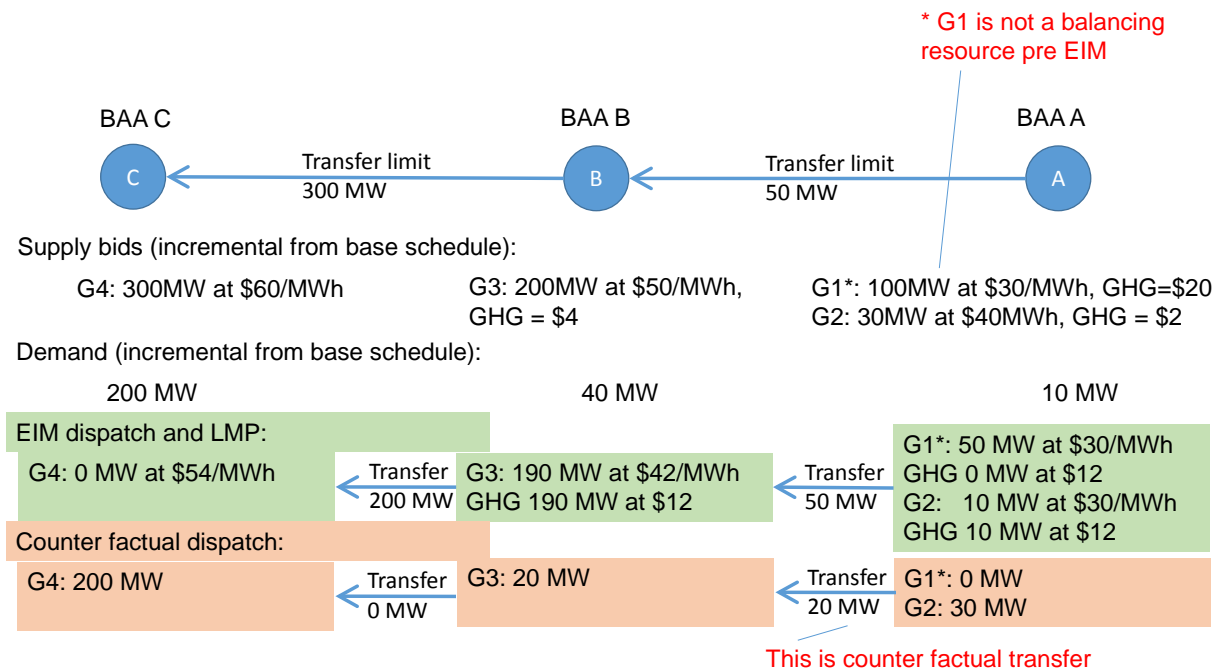 * G1 is not a balancing
resource pre EIM
BAA C
BAA B
BAA A
C
Transfer limit
300 MW
B
Transfer limit
50 MW
A
Supply bids (incremental from base schedule):
G4: 300MW at $60/MWh
G3: 200MW at $50/MWh,
GHG = $4
G1*: 100MW at $30/MWh, GHG=$20
G2: 30MW at $40MWh, GHG = $2
Demand (incremental from base schedule):
200 MW
40 MW
10 MW
EIM dispatch and LMP:
G4: 0 MW at $54/MWh
Transfer
200 MW
G3: 190 MW at $42/MWh
GHG 190 MW at $12
Transfer
50 MW
G1*: 50 MW at $30/MWh
GHG 0 MW at $12
G2: 10 MW at $30/MWh
GHG 10 MW at $12
Counter factual dispatch:
G4: 200 MW
Transfer
0 MW
G3: 20 MW
Transfer
20 MW
G1*: 0 MW
G2: 30 MW
This is counter factual transfer